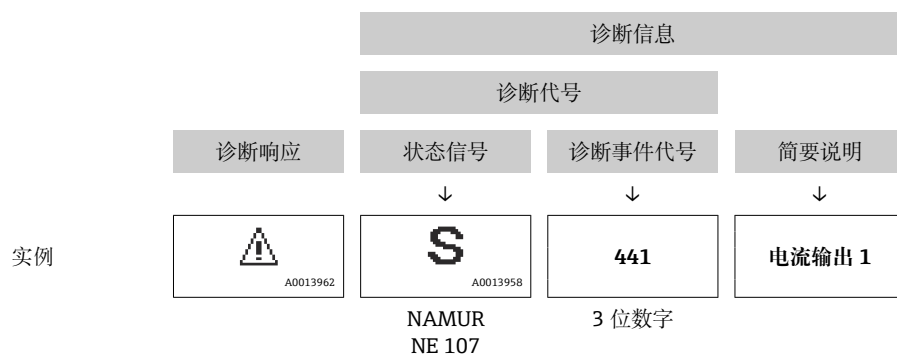 诊断信息
诊断代号
诊断响应 状态信号 诊断事件代号 简要说明
↓ ↓ ↓
实例 ⚠ S 441 电流输出 1
A0013962 A0013958
NAMUR 3 位数字
NE 107